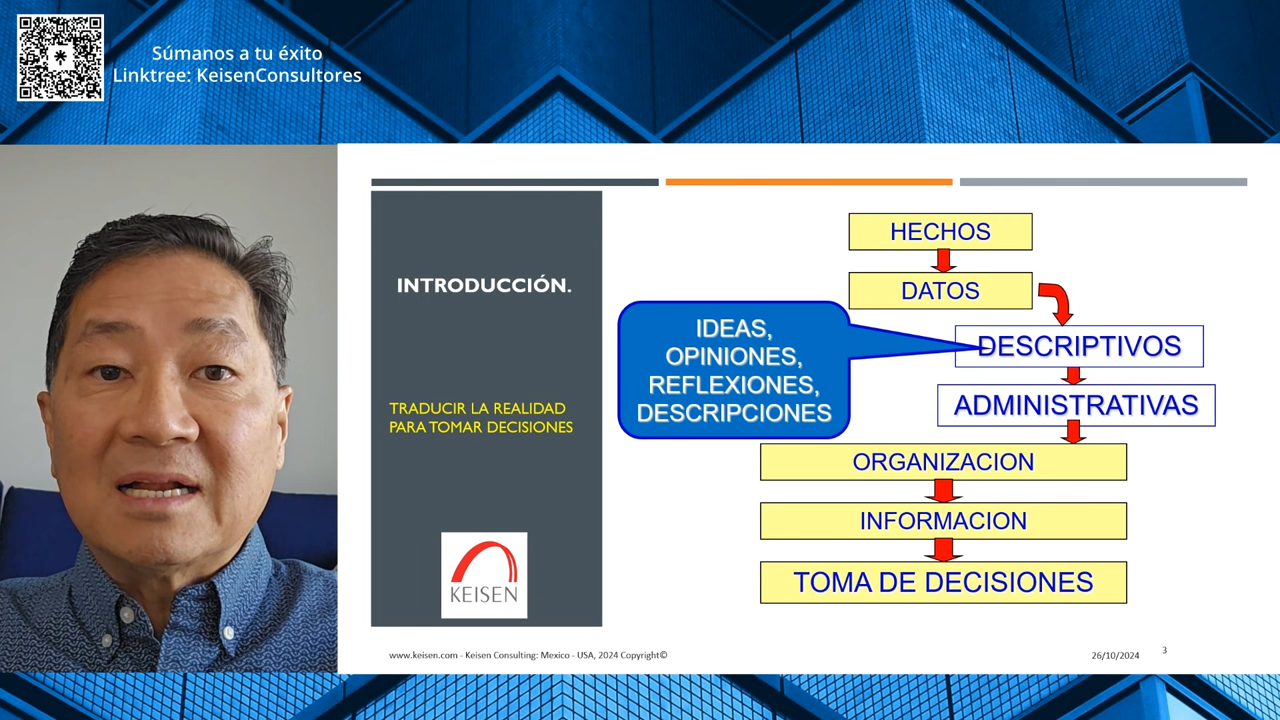 Súmanos a tu éxito
Linktree: KeisenConsultores
INTRODUCCIÓN.
TRADUCIR LA REALIDAD
PARA TOMAR DECISIONES
KEISEN
HECHOS
DATOS
IDEAS,
OPINIONES,
REFLEXIONES,
DESCRIPCIONES
DESCRIPTIVOS
ADMINISTRATIVAS
ORGANIZACION
INFORMACION
TOMA DE DECISIONES
www.keisen.com - Keisen Consulting: Mexico - USA, 2024 Copyright©
26/10/2024
3